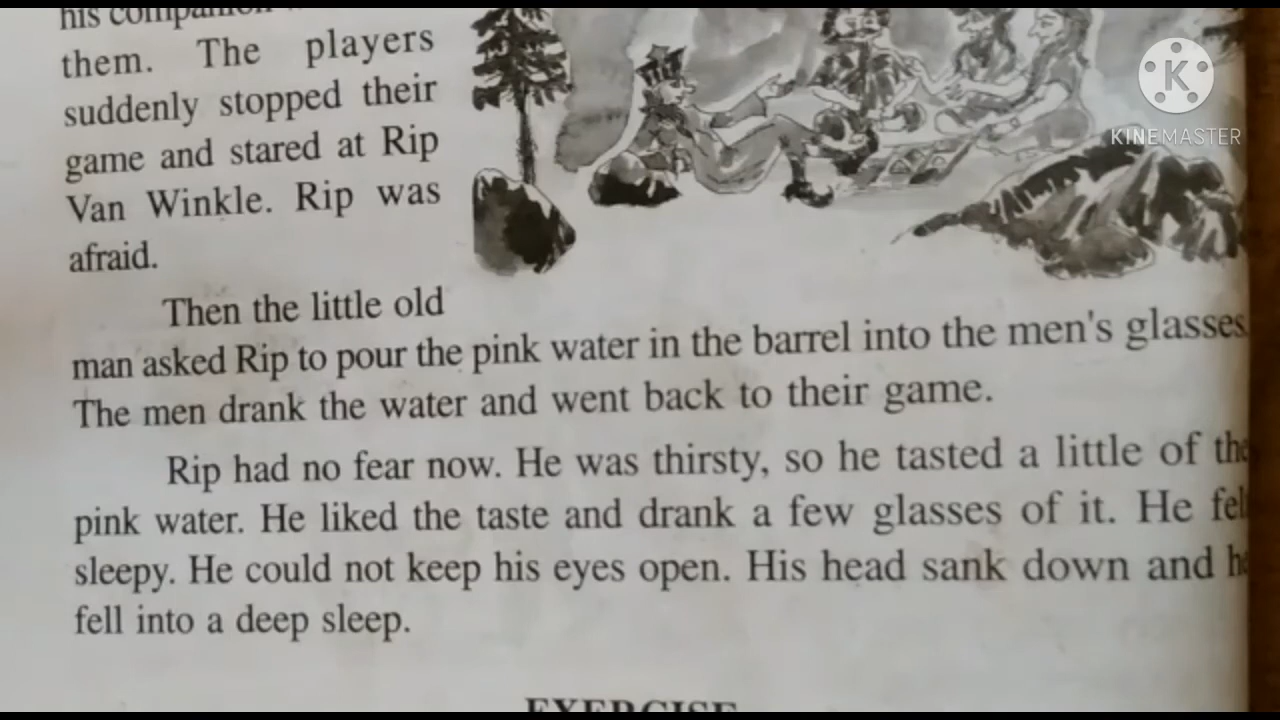 his companion
them. The players
suddenly stopped their
game and stared at Rip
Van Winkle. Rip was
afraid.
Then the little old
man asked Rip to pour the pink water in the barrel into the men's glasses
The men drank the water and went back to their game.
Rip had no fear now. He was thirsty, so he tasted a little of the
pink water. He liked the taste and drank a few glasses of it. He
sleepy. He could not keep his eyes open. His head sank down and
fell into a deep sleep.
EXERCISE
K
KINEMASTER